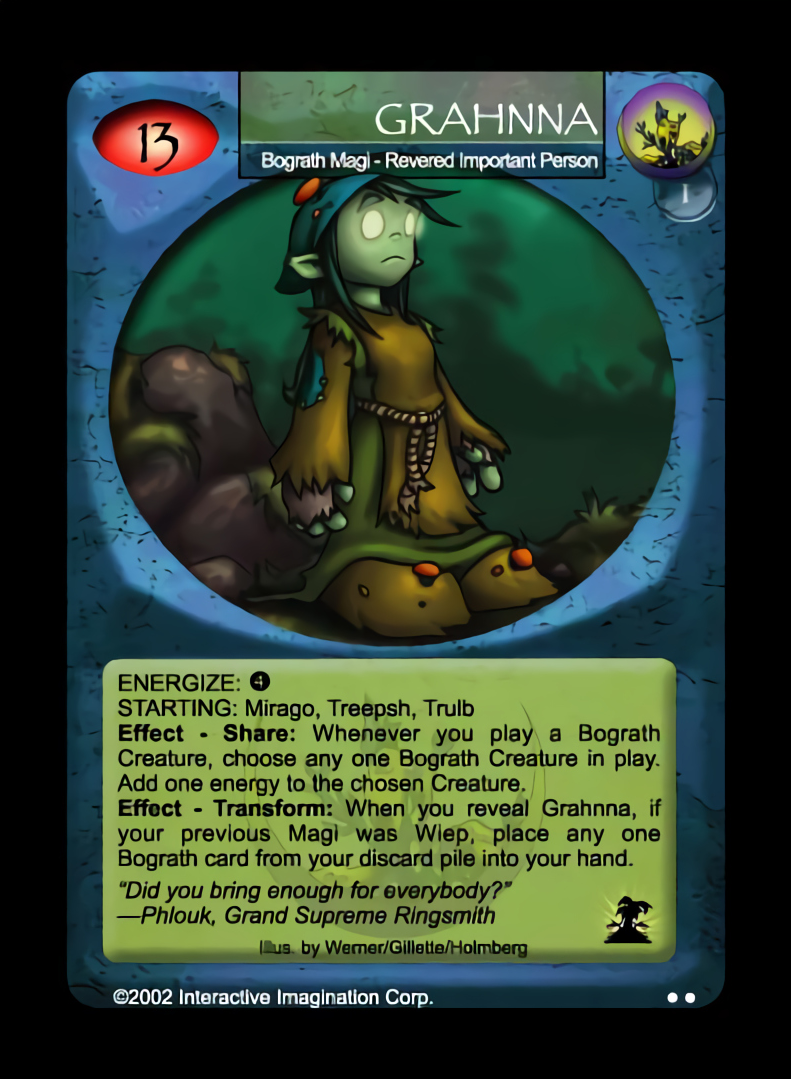 13
GRAHNNA
Bograth Magi - Revered Important Person
1
ENERGIZE: 4
STARTING: Mirago, Treepsh, Trulb
Effect - Share: Whenever you play a Bograth
Creature, choose any one Bograth Creature in play.
Add one energy to the chosen Creature.
Effect - Transform: When you reveal Grahnna, if
your previous Magi was Wiep, place any one
Bograth card from your discard pile into your hand.
"Did you bring enough for everybody?"
—Phlouk, Grand Supreme Ringsmith
Illus. by Werner/Gillette/Holmberg
©2002 Interactive Imagination Corp.